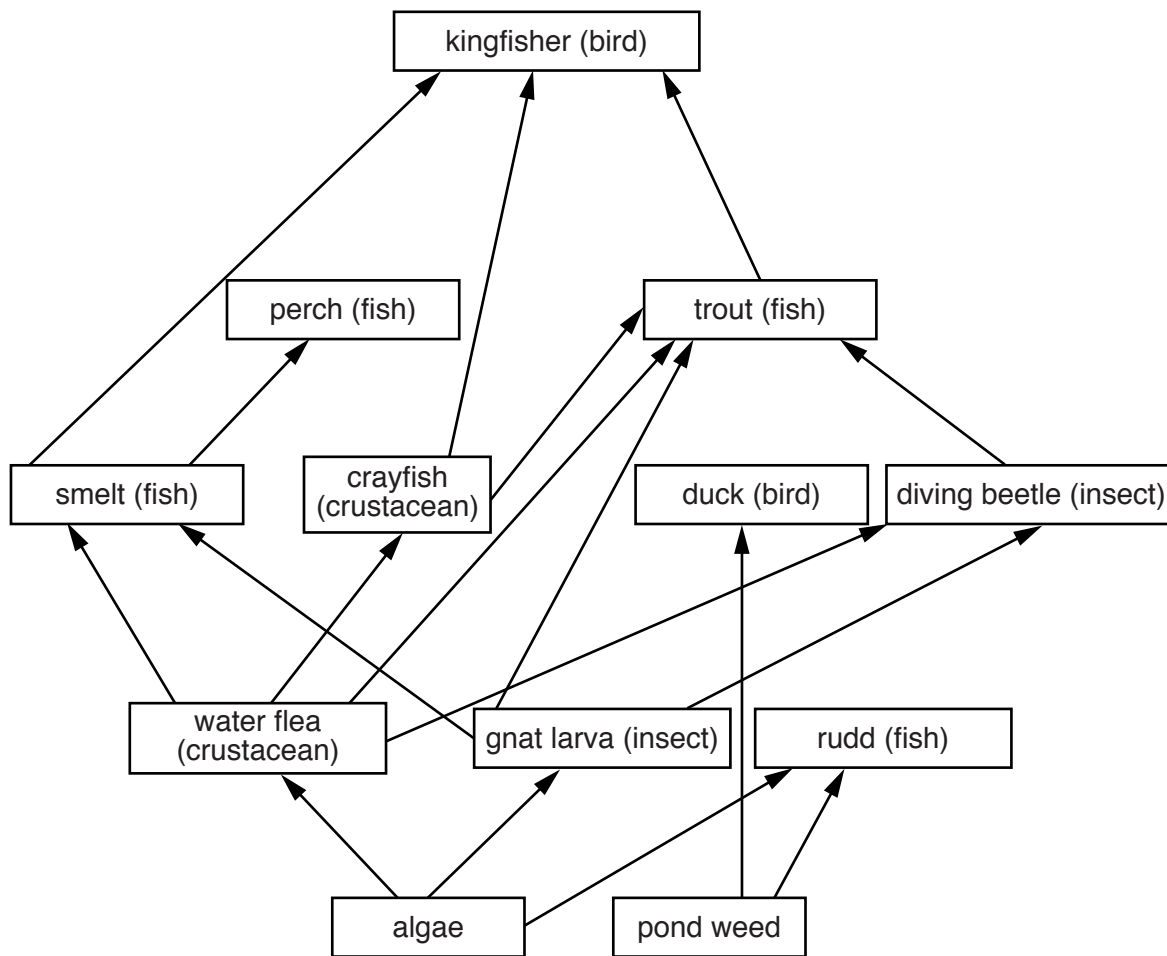 kingfisher (bird)
perch (fish)
trout (fish)
smelt (fish)
crayfish
(crustacean)
duck (bird)
diving beetle (insect)
water flea
(crustacean)
gnat larva (insect)
rudd (fish)
algae
pond weed